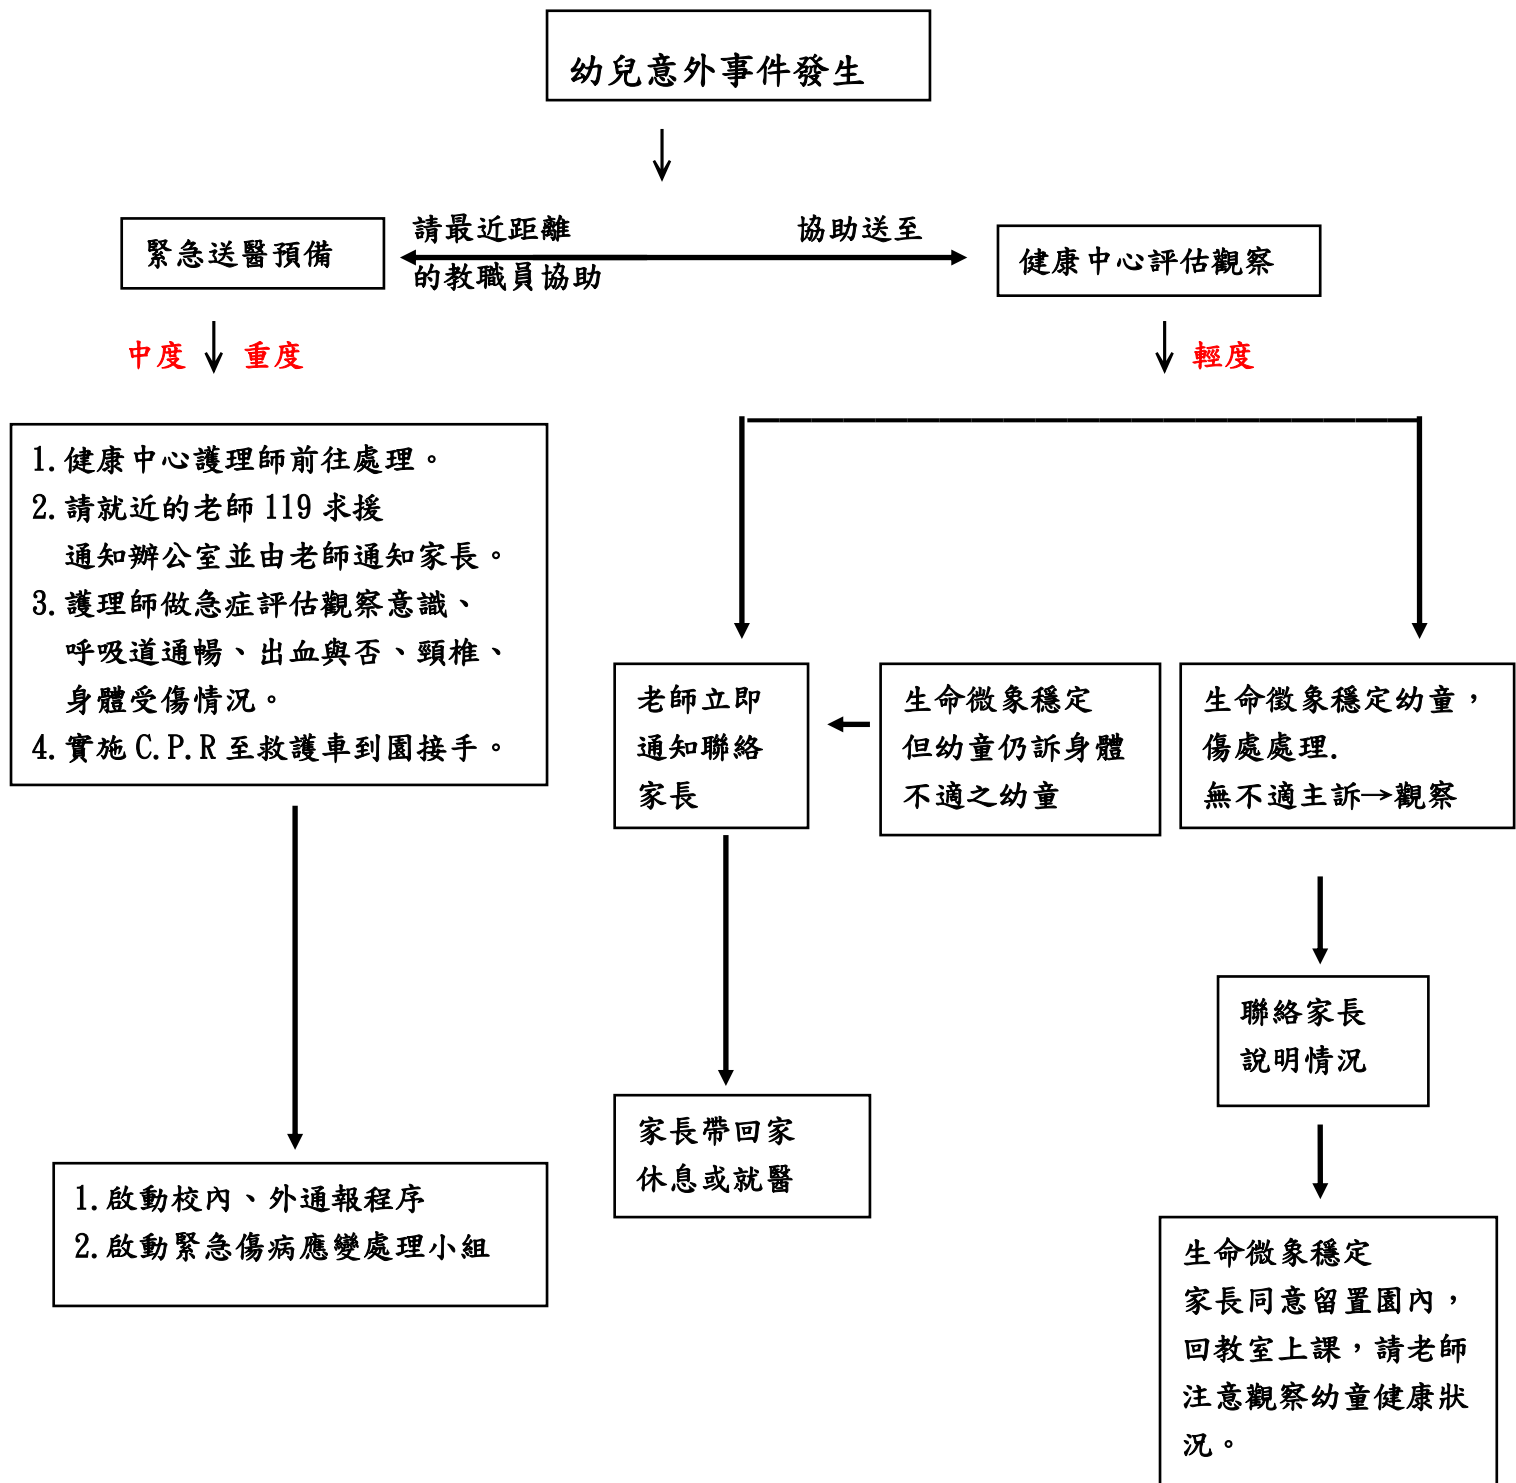 幼兒意外事件發生
請最近距離
的教職員協助
協助送至
緊急送醫預備
健康中心評估觀察
中度
重度
輕度
1.健康中心護理師前往處理。
2.請就近的老師 119 求援
通知辦公室並由老師通知家長。
3.護理師做急症評估觀察意識、
呼吸道通暢、出血與否、頸椎、
身體受傷情況。
4.實施 C.P.R 至救護車到園接手。
老師立即
通知聯絡
家長
生命微象穩定
但幼童仍訴身體
不適之幼童
生命徵象穩定幼童，
傷處處理.
無不適主訴→觀察
聯絡家長
說明情況
家長帶回家
休息或就醫
1.啟動校內、外通報程序
2.啟動緊急傷病應變處理小組
生命微象穩定
家長同意留置園內，
回教室上課，請老師
注意觀察幼童健康狀
況。